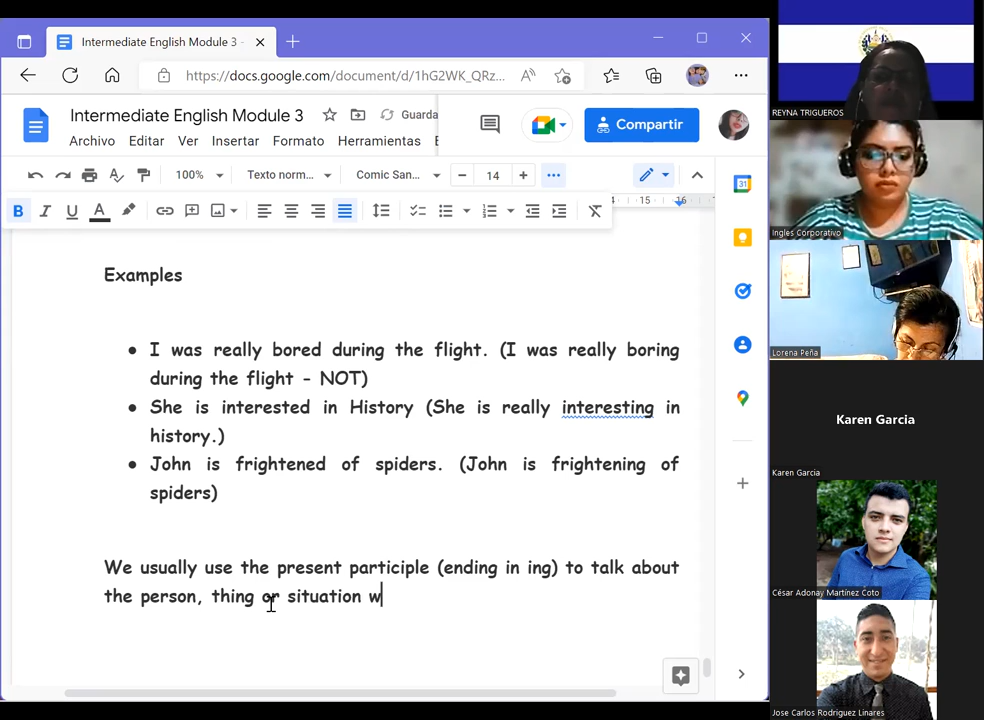 Intermediate English Module 3 -
https://docs.google.com/document/d/1hG2WK_QRz...
Intermediate English Module 3
Guarda
Compartir
Archivo Editar Ver Insertar Formato Herramientas
100% Texto norm... Comic San... 14
15 16
Examples
● I was really bored during the flight. (I was really boring
during the flight - NOT)
● She is interested in History (She is really interesting in
history.)
● John is frightened of spiders. (John is frightening of
spiders)
We usually use the present participle (ending in ing) to talk about
the person, thing or situation w
REYNA TRIGUEROS
Ingles Corporativo
Lorena Peña
Karen Garcia
Karen Garcia
César Adonay Martínez Coto
Jose Carlos Rodriguez Linares